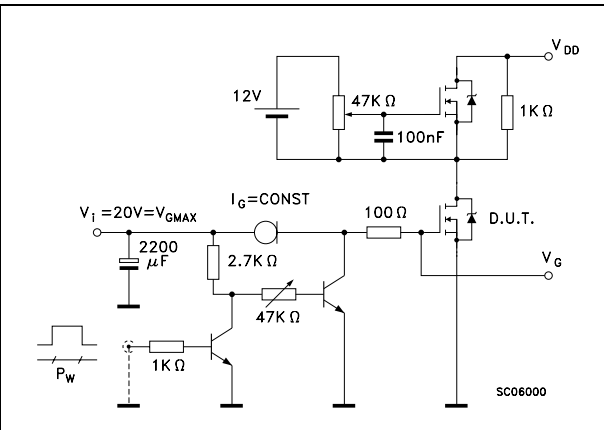 V_DD
12V
47K Ω
1K Ω
100nF
I_G=CONST
V_i =20V=V_GMAX
100 Ω
D.U.T.
2200
μF
2.7K Ω
V_G
47K Ω
1K Ω
P_W
SC06000